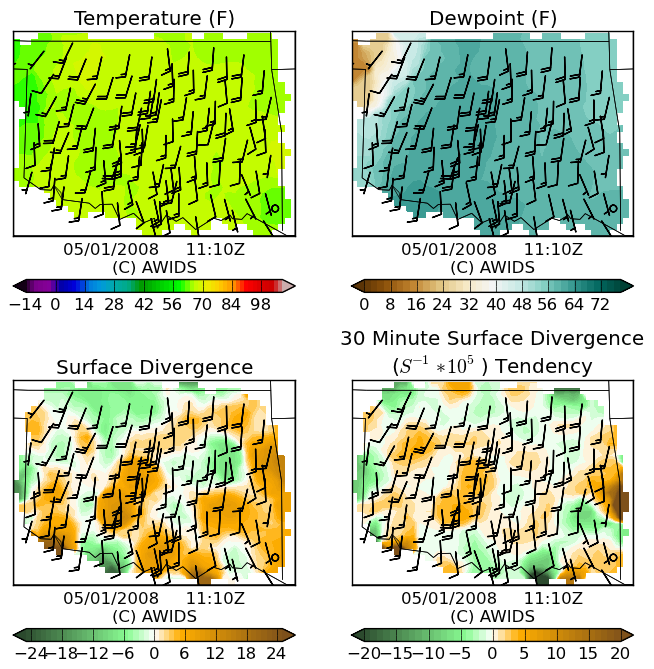 Temperature (F)
05/01/2008 11:10Z
(C) AWIDS
−14 0 14 28 42 56 70 84 98
Dewpoint (F)
05/01/2008 11:10Z
(C) AWIDS
0 8 16 24 32 40 48 56 64 72
Surface Divergence
05/01/2008 11:10Z
(C) AWIDS
−24 −18 −12 −6 0 6 12 18 24
30 Minute Surface Divergence
(S⁻¹ *10⁵ ) Tendency
05/01/2008 11:10Z
(C) AWIDS
−20 −15 −10 −5 0 5 10 15 20